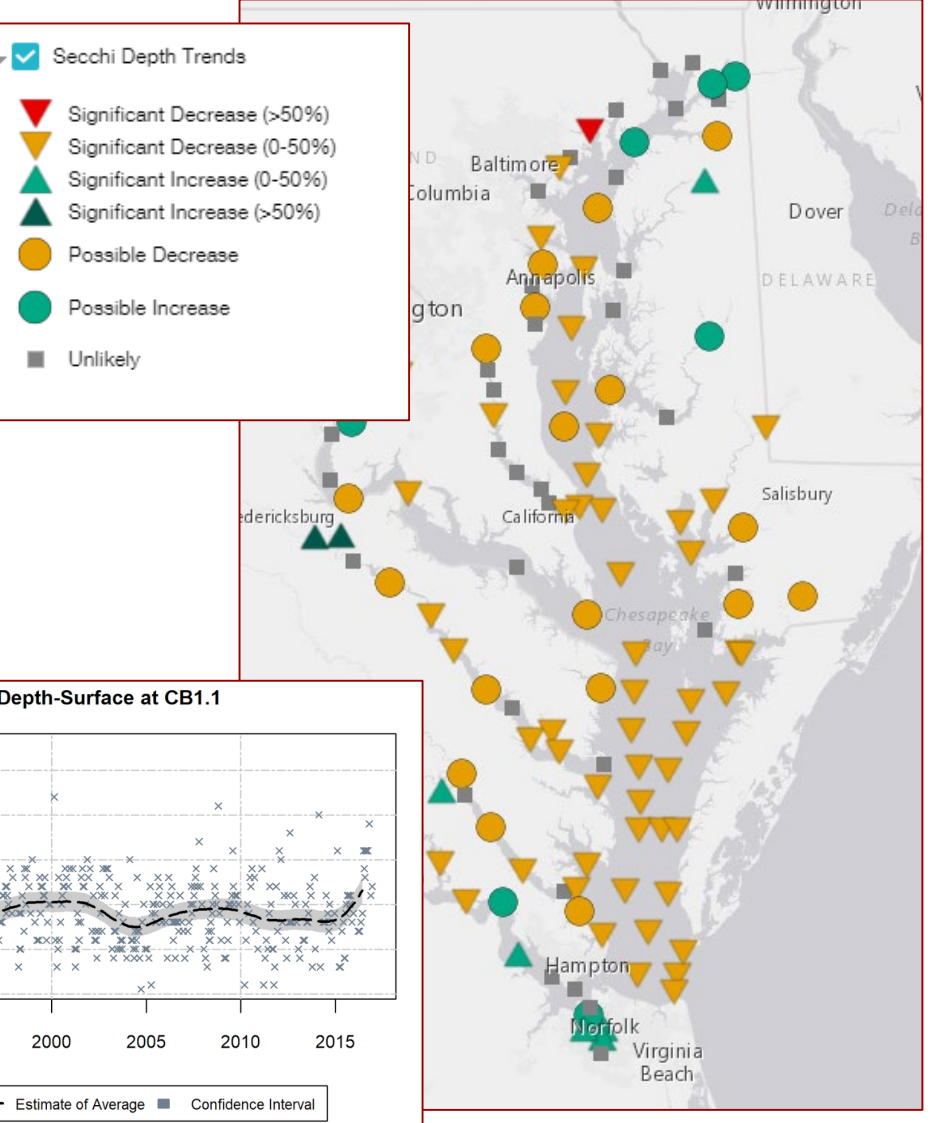 Wilmington
Secchi Depth Trends
Significant Decrease (>50%)
Significant Decrease (0-50%)
Significant Increase (0-50%)
Significant Increase (>50%)
Possible Decrease
Possible Increase
Unlikely
ND
Baltimore
Columbia
Dover
Annapolis
DELAWARE
gton
Salisbury
edericksburg
California
Chesapeake
Bay
Depth-Surface at CB1.1
2000
2005
2010
2015
Estimate of Average
Confidence Interval
Hampton
Norfolk
Virginia
Beach